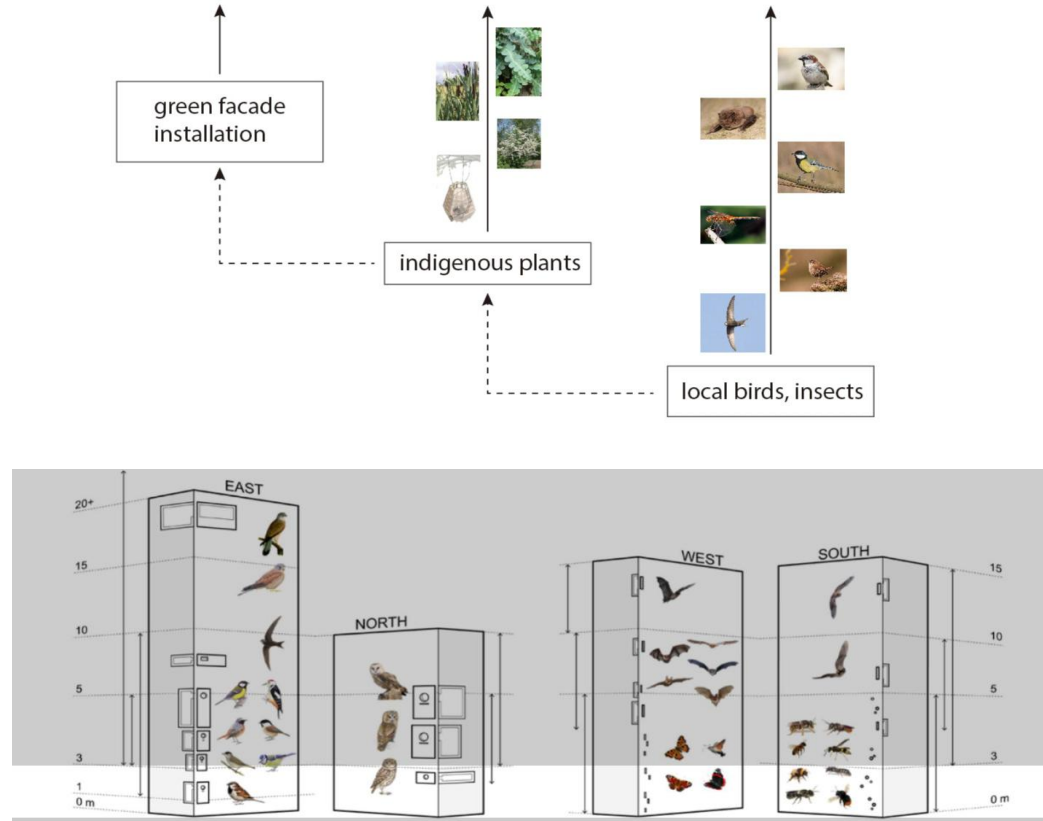 green facade
installation
indigenous plants
local birds, insects
EAST
20+
15
10
5
3
1
0 m
NORTH
WEST
SOUTH
15
10
5
3
0 m